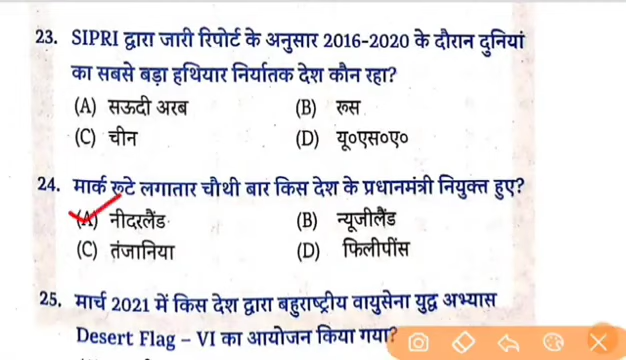 23. SIPRI द्वारा जारी रिपोर्ट के अनुसार 2016-2020 के दौरान दुनियां
का सबसे बड़ा हथियार निर्यातक देश कौन रहा?
(A) सऊदी अरब (B) रूस
(C) चीन (D) यू०एस०ए०
24. मार्क रूटे लगातार चौथी बार किस देश के प्रधानमंत्री नियुक्त हुए?
(A) नीदरलैंड (B) न्यूजीलैंड
(C) तंजानिया (D) फिलीपींस
25. मार्च 2021 में किस देश द्वारा बहुराष्ट्रीय वायुसेना युद्ध अभ्यास
Desert Flag – VI का आयोजन किया गया?